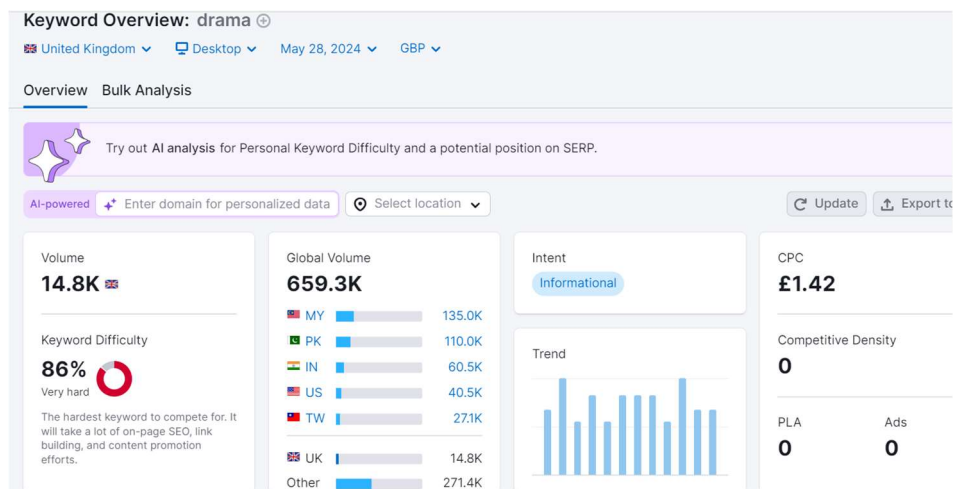 Keyword Overview: drama
United Kingdom Desktop May 28, 2024 GBP
Overview Bulk Analysis
Try out AI analysis for Personal Keyword Difficulty and a potential position on SERP.
AI-powered Enter domain for personalized data Select location Update Export to
Volume
14.8K
Keyword Difficulty
86%
Very hard
The hardest keyword to compete for. It
will take a lot of on-page SEO, link
building, and content promotion
efforts.
Global Volume
659.3K
MY 135.0K
PK 110.0K
IN 60.5K
US 40.5K
TW 27.1K
UK 14.8K
Other 271.4K
Intent
Informational
Trend
CPC
£1.42
Competitive Density
0
PLA Ads
0 0